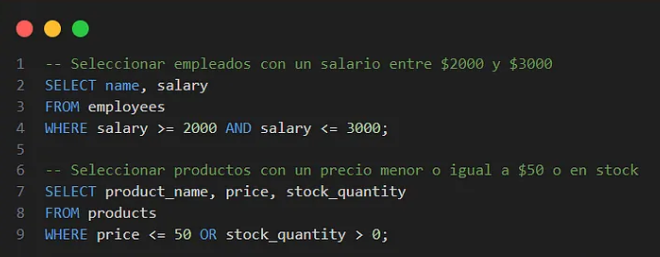 1 -- Seleccionar empleados con un salario entre $2000 y $3000
2 SELECT name, salary
3 FROM employees
4 WHERE salary >= 2000 AND salary <= 3000;
5
6 -- Seleccionar productos con un precio menor o igual a $50 o en stock
7 SELECT product_name, price, stock_quantity
8 FROM products
9 WHERE price <= 50 OR stock_quantity > 0;